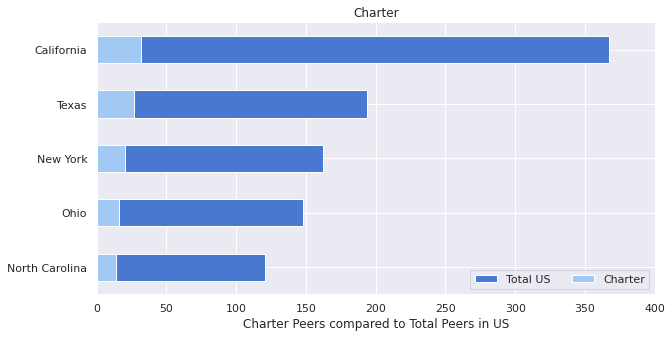 Charter
California
Texas
New York
Ohio
North Carolina
Total US Charter
0 50 100 150 200 250 300 350 400
Charter Peers compared to Total Peers in US